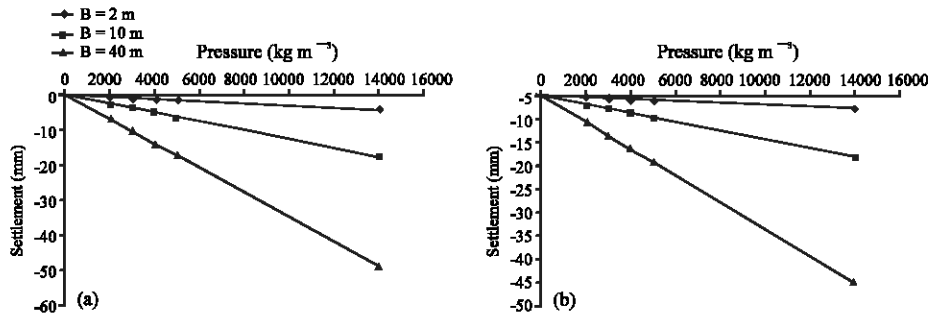 B = 2 m
B = 10 m
B = 40 m
Pressure (kg m⁻³)
0 2000 4000 6000 8000 10000 12000 14000 16000
0
-10
-20
-30
-40
-50
-60
Settlement (mm)
(a)
Pressure (kg m⁻³)
0 2000 4000 6000 8000 10000 12000 14000 16000
-5
-10
-15
-20
-25
-30
-35
-40
-45
-50
Settlement (mm)
(b)